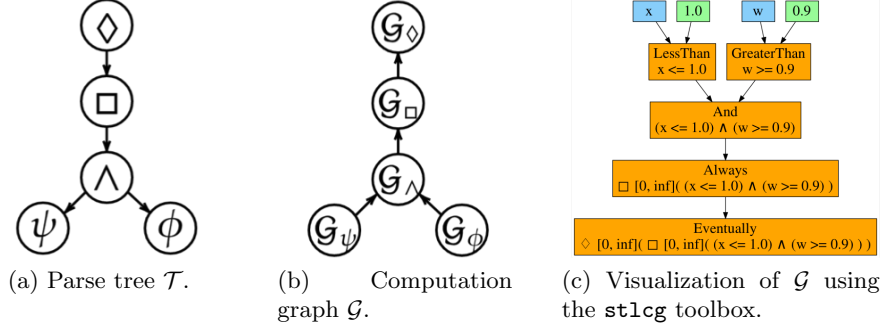 ◊
□
∧
ψ
ϕ
(a) Parse tree 𝒯.
𝒢◊
𝒢□
𝒢∧
𝒢ψ
𝒢ϕ
(b) Computation
graph 𝒢.
x 1.0 w 0.9
LessThan
x <= 1.0
GreaterThan
w >= 0.9
And
(x <= 1.0) ∧ (w >= 0.9)
Always
□ [0, inf]( (x <= 1.0) ∧ (w >= 0.9) )
Eventually
◊ [0, inf]( □ [0, inf]( (x <= 1.0) ∧ (w >= 0.9) ) )
(c) Visualization of 𝒢 using
the stlcg toolbox.